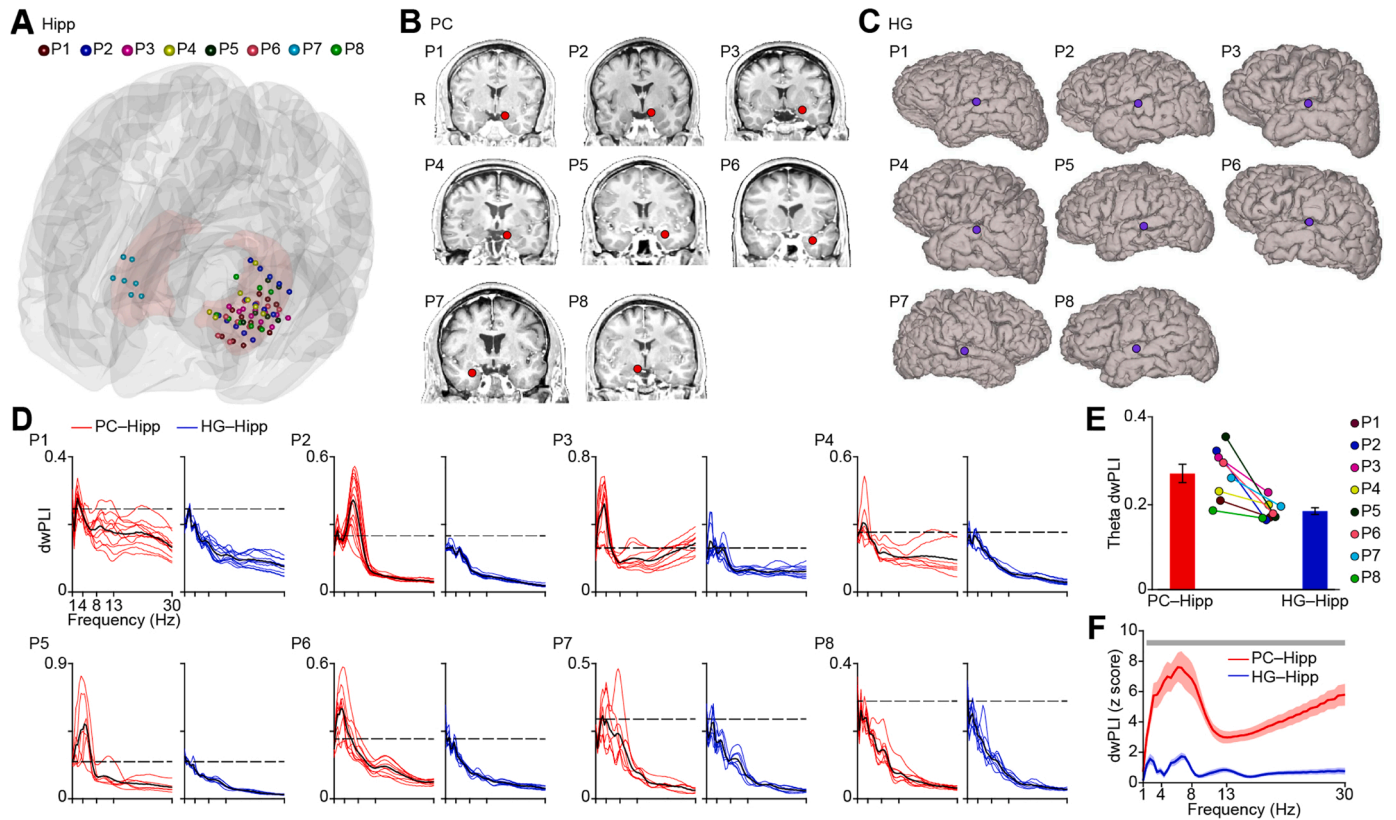 A Hipp
P1 P2 P3 P4 P5 P6 P7 P8
B PC
P1 P2 P3
R
P4 P5 P6
P7 P8
C HG
P1 P2 P3
P4 P5 P6
P7 P8
D PC–Hipp HG–Hipp
P1 P2 P3 P4
0.4 0.6 0.8 0.6
dwPLI
0 0 0 0
1 4 8 13 30
Frequency (Hz)
P5 P6 P7 P8
0.9 0.6 0.5 0.4
0 0 0 0
E
0.4
0.2
0
Theta dwPLI
PC–Hipp HG–Hipp
P1
P2
P3
P4
P5
P6
P7
P8
F
10
8
6
4
2
0
dwPLI (z score)
PC–Hipp
HG–Hipp
1 4 8 13 30
Frequency (Hz)